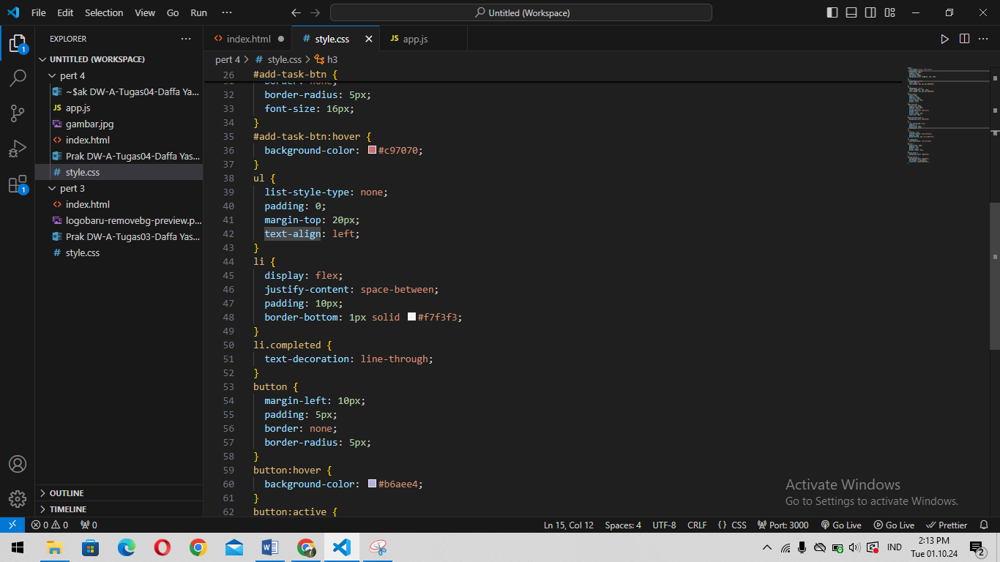 File Edit Selection View Go Run ··· Untitled (Workspace)
EXPLORER ···
UNTITLED (WORKSPACE)
pert 4
~$ak DW-A-Tugas04-Daffa Ya...
JS app.js
gambar.jpg
<> index.html
Prak DW-A-Tugas04-Daffa Yas...
# style.css
pert 3
<> index.html
logobaru-removebg-preview.p...
Prak DW-A-Tugas03-Daffa Yas...
# style.css
OUTLINE
TIMELINE
1
1
<> index.html # style.css JS app.js
pert 4 > # style.css > h3
26 #add-task-btn {
31 border: none;
32 border-radius: 5px;
33 font-size: 16px;
34 }
35 #add-task-btn:hover {
36 background-color: #c97070;
37 }
38 ul {
39 list-style-type: none;
40 padding: 0;
41 margin-top: 20px;
42 text-align: left;
43 }
44 li {
45 display: flex;
46 justify-content: space-between;
47 padding: 10px;
48 border-bottom: 1px solid #f7f3f3;
49 }
50 li.completed {
51 text-decoration: line-through;
52 }
53 button {
54 margin-left: 10px;
55 padding: 5px;
56 border: none;
57 border-radius: 5px;
58 }
59 button:hover {
60 background-color: #b6aee4;
61 }
62 button:active {
Activate Windows
Go to Settings to activate Windows.
0 0 0 Ln 15, Col 12 Spaces: 4 UTF-8 CRLF {} CSS Port: 3000 Go Live Go Live Prettier
IND 2:13 PM
Tue 01.10.24
2